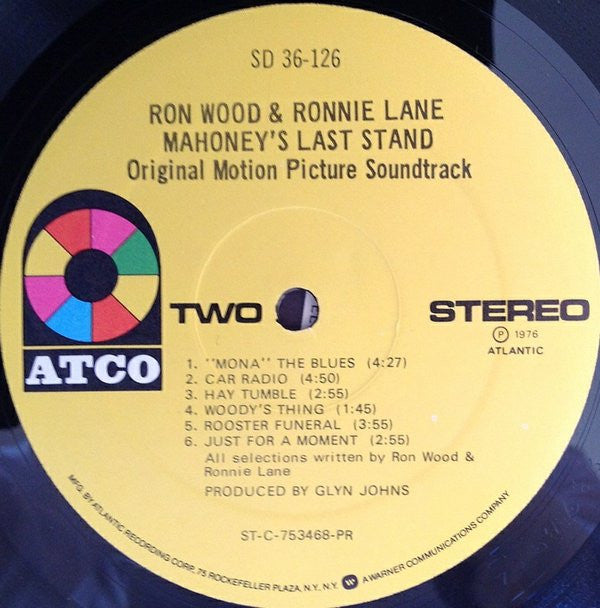 SD 36-126
RON WOOD & RONNIE LANE
MAHONEY'S LAST STAND
Original Motion Picture Soundtrack
ATCO
TWO
STEREO
Ⓟ 1976
ATLANTIC
1. "MONA" THE BLUES (4:27)
2. CAR RADIO (4:50)
3. HAY TUMBLE (2:55)
4. WOODY'S THING (1:45)
5. ROOSTER FUNERAL (3:55)
6. JUST FOR A MOMENT (2:55)
All selections written by Ron Wood &
Ronnie Lane
PRODUCED BY GLYN JOHNS
ST-C-753468-PR
MFG. BY ATLANTIC RECORDING CORP., 75 ROCKEFELLER PLAZA, N.Y., N.Y. W A WARNER COMMUNICATIONS COMPANY